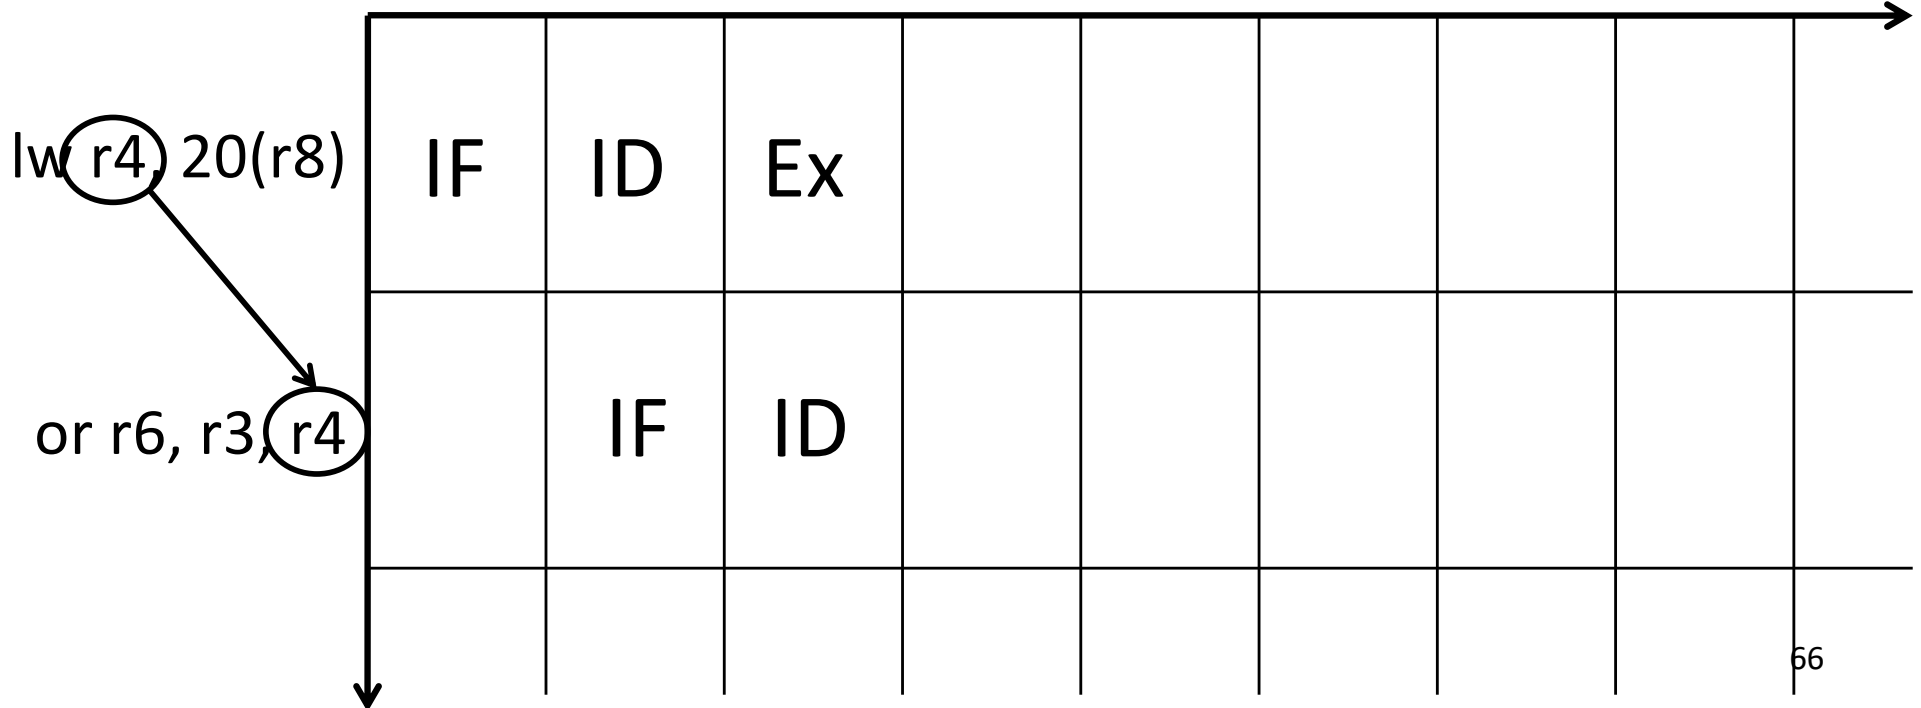 lw r4, 20(r8) IF ID Ex
or r6, r3, r4 IF ID
66